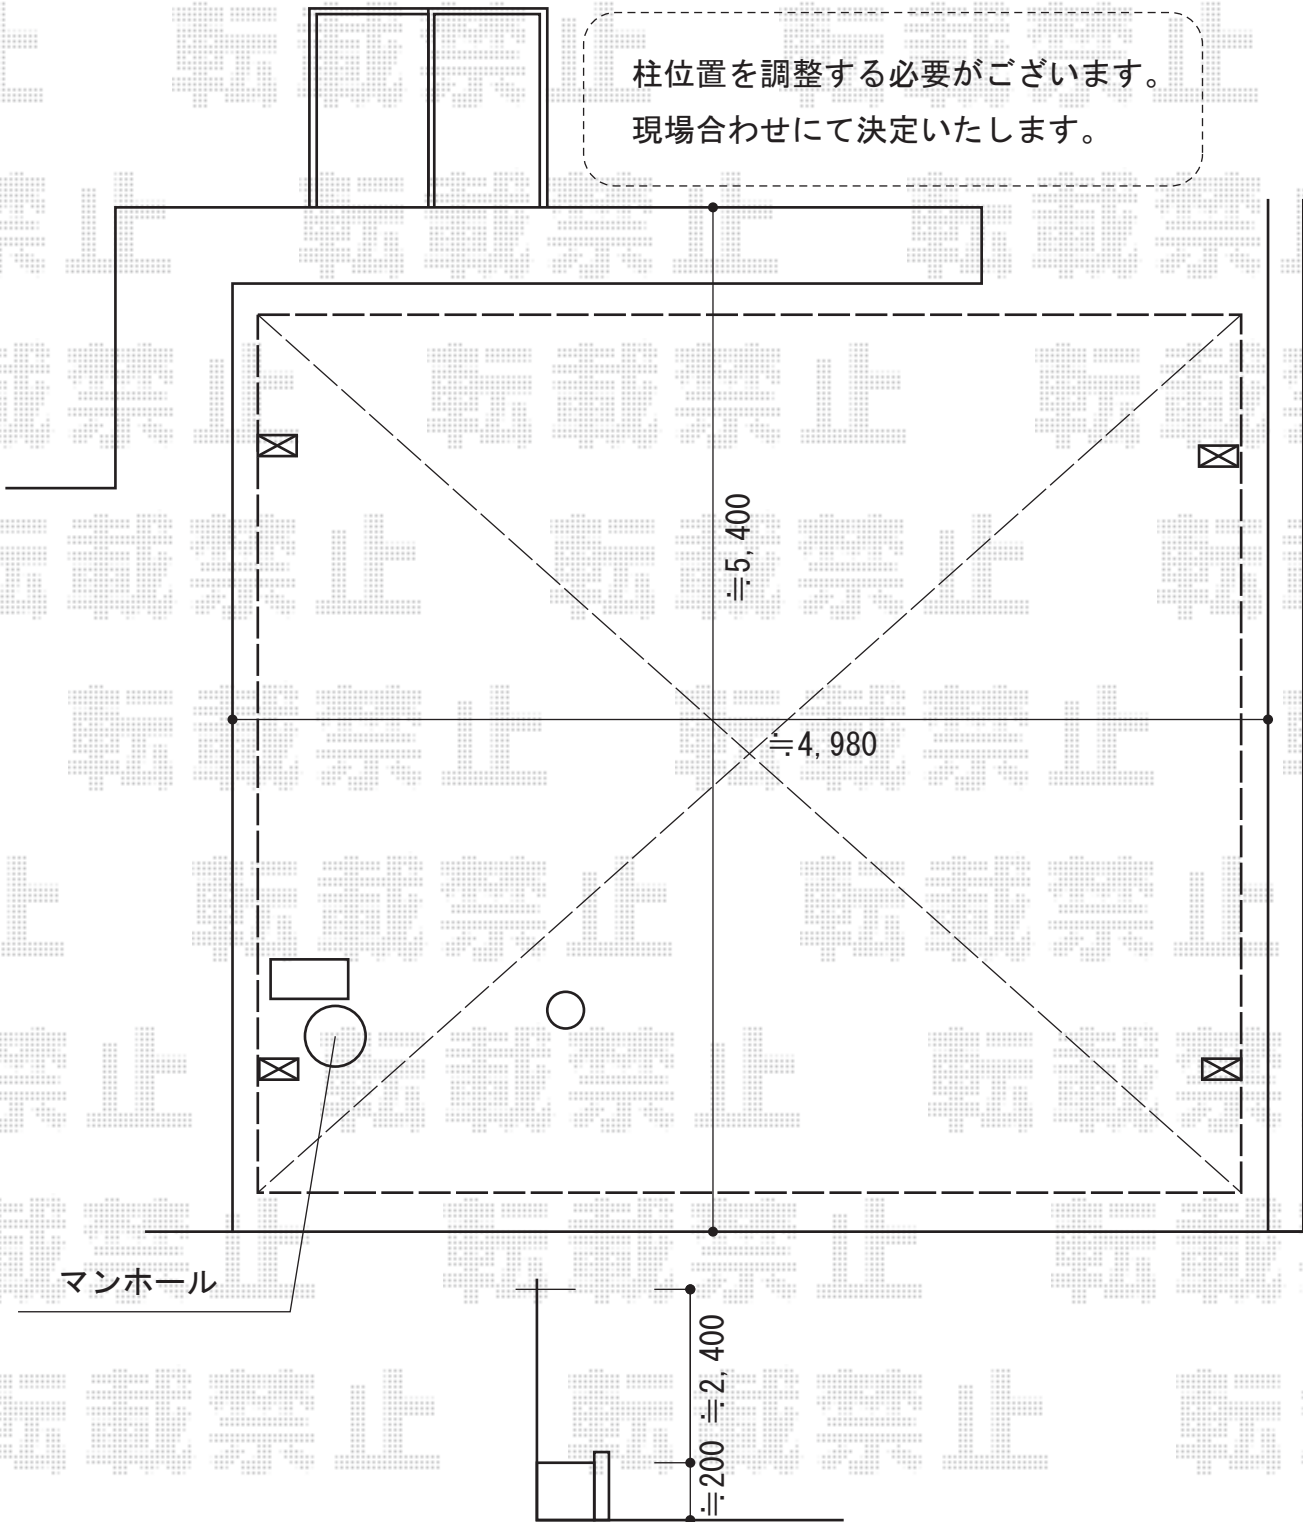 柱位置を調整する必要がございます。
現場合わせにて決定いたします。
≒5,400
≒4,980
マンホール
≒2,400
≒200
転載禁止